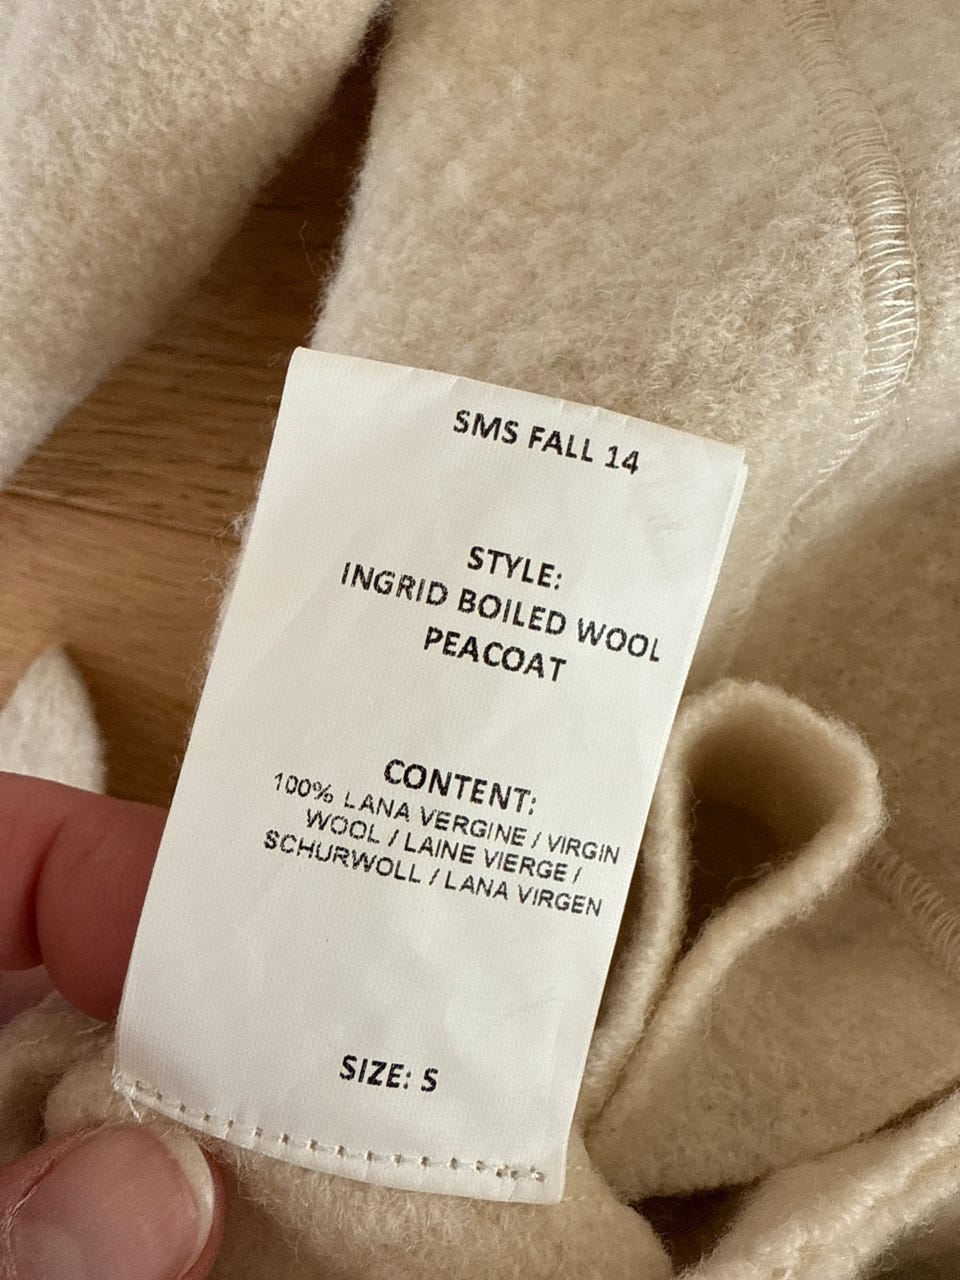 SMS FALL 14
STYLE:
INGRID BOILED WOOL
PEACOAT
CONTENT:
100% LANA VERGINE / VIRGIN
WOOL / LAINE VIERGE /
SCHURWOLL / LANA VIRGEN
SIZE: S